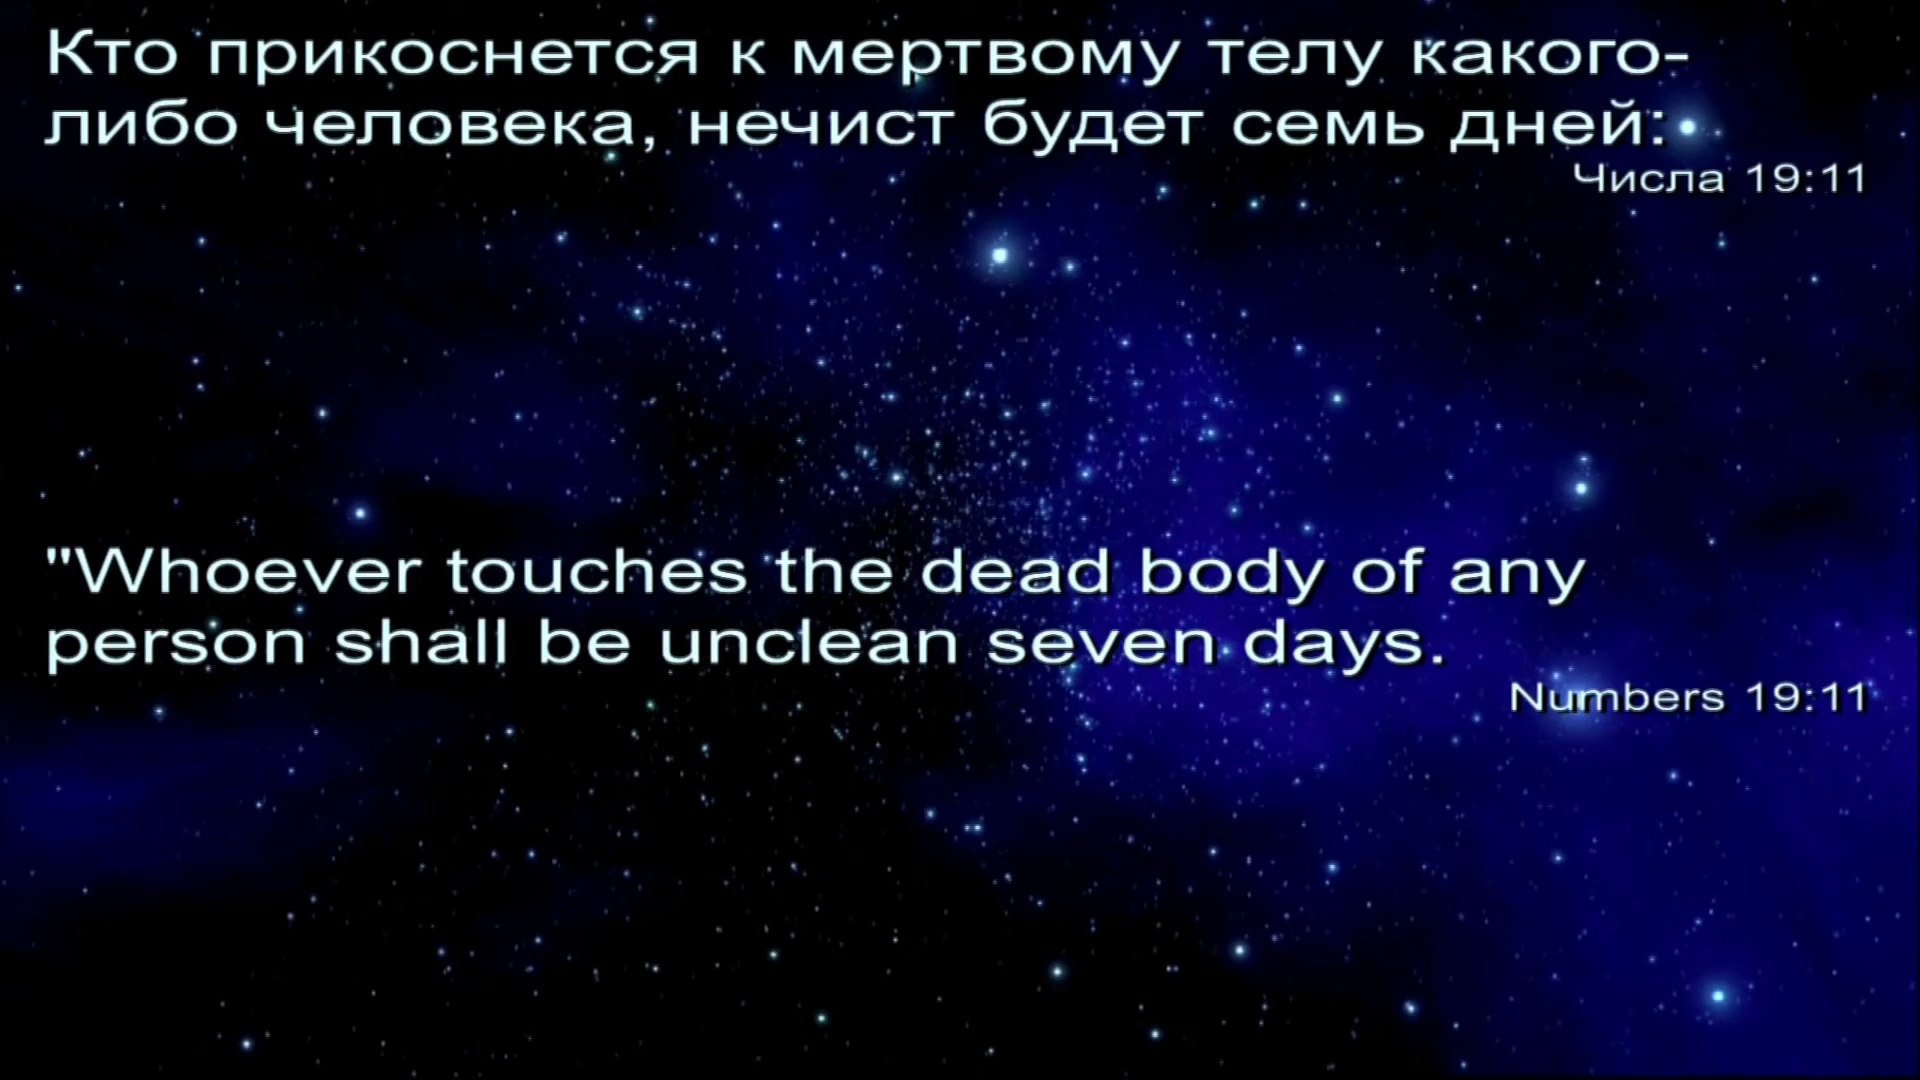 Кто прикоснется к мертвому телу какого-
либо человека, нечист будет семь дней:
Числа 19:11
"Whoever touches the dead body of any
person shall be unclean seven days.
Numbers 19:11